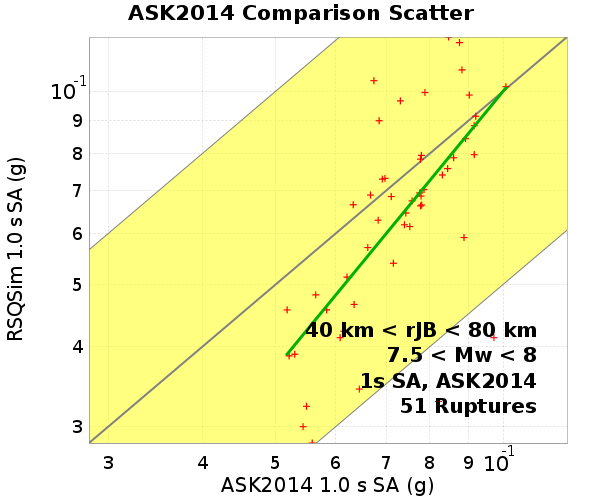 ASK2014 Comparison Scatter
RSQSim 1.0 s SA (g)
10^-1
9
8
7
6
5
4
3
40 km < rJB < 80 km
7.5 < Mw < 8
1s SA, ASK2014
51 Ruptures
3 4 5 6 7 8 9 10^-1
ASK2014 1.0 s SA (g)